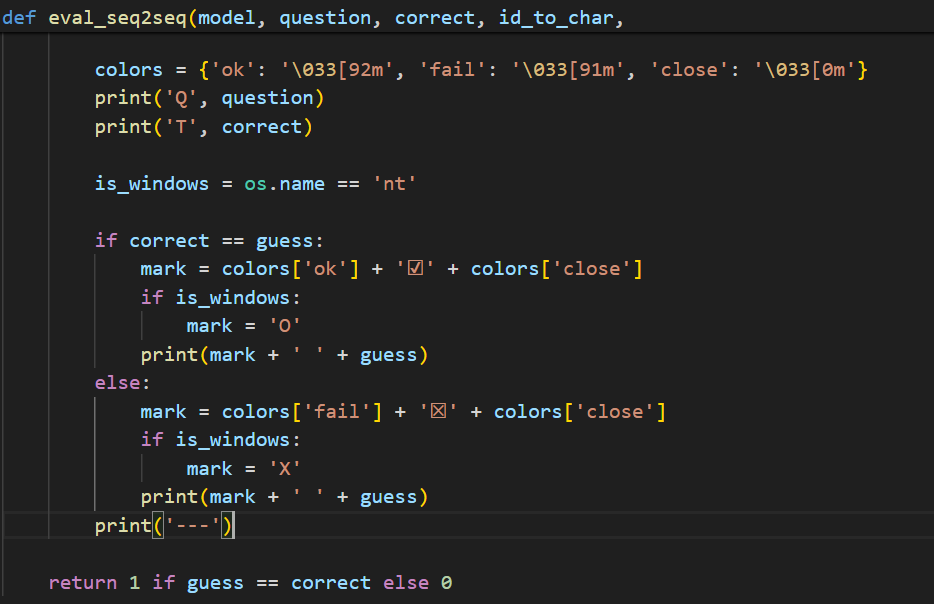 def eval_seq2seq(model, question, correct, id_to_char,
colors = {'ok': '\033[92m', 'fail': '\033[91m', 'close': '\033[0m'}
print('Q', question)
print('T', correct)
is_windows = os.name == 'nt'
if correct == guess:
mark = colors['ok'] + '☑' + colors['close']
if is_windows:
mark = 'O'
print(mark + ' ' + guess)
else:
mark = colors['fail'] + '☒' + colors['close']
if is_windows:
mark = 'X'
print(mark + ' ' + guess)
print('---')
return 1 if guess == correct else 0